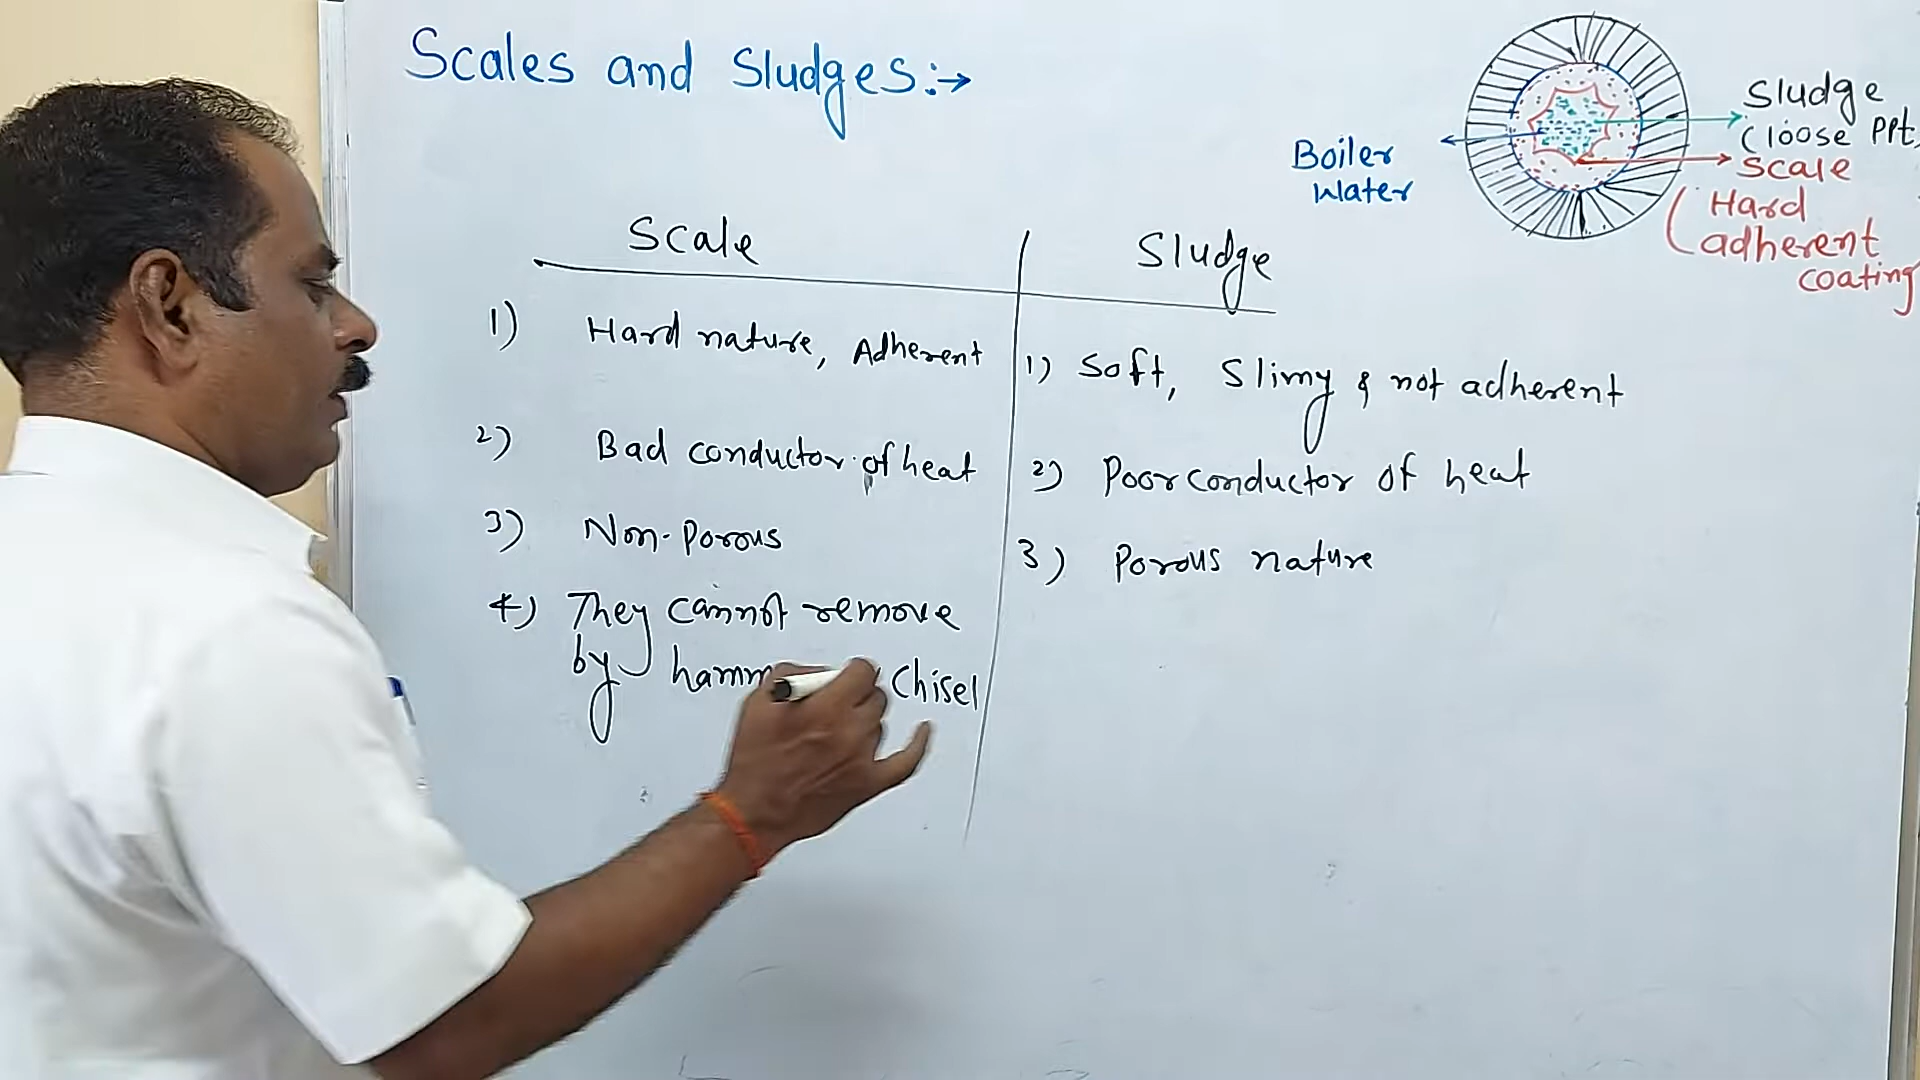 Scales and Sludges:→
Sludge
(loose PPt.
Boiler
water
Scale
(Hard
adherent
coating
Scale
Sludge
1) Hard nature, Adherent
1) Soft, Slimy & not adherent
2) Bad conductor of heat
2) Poor conductor of heat
3) Non-Porous
3) Porous nature
4) They cannot remove
by Chisel